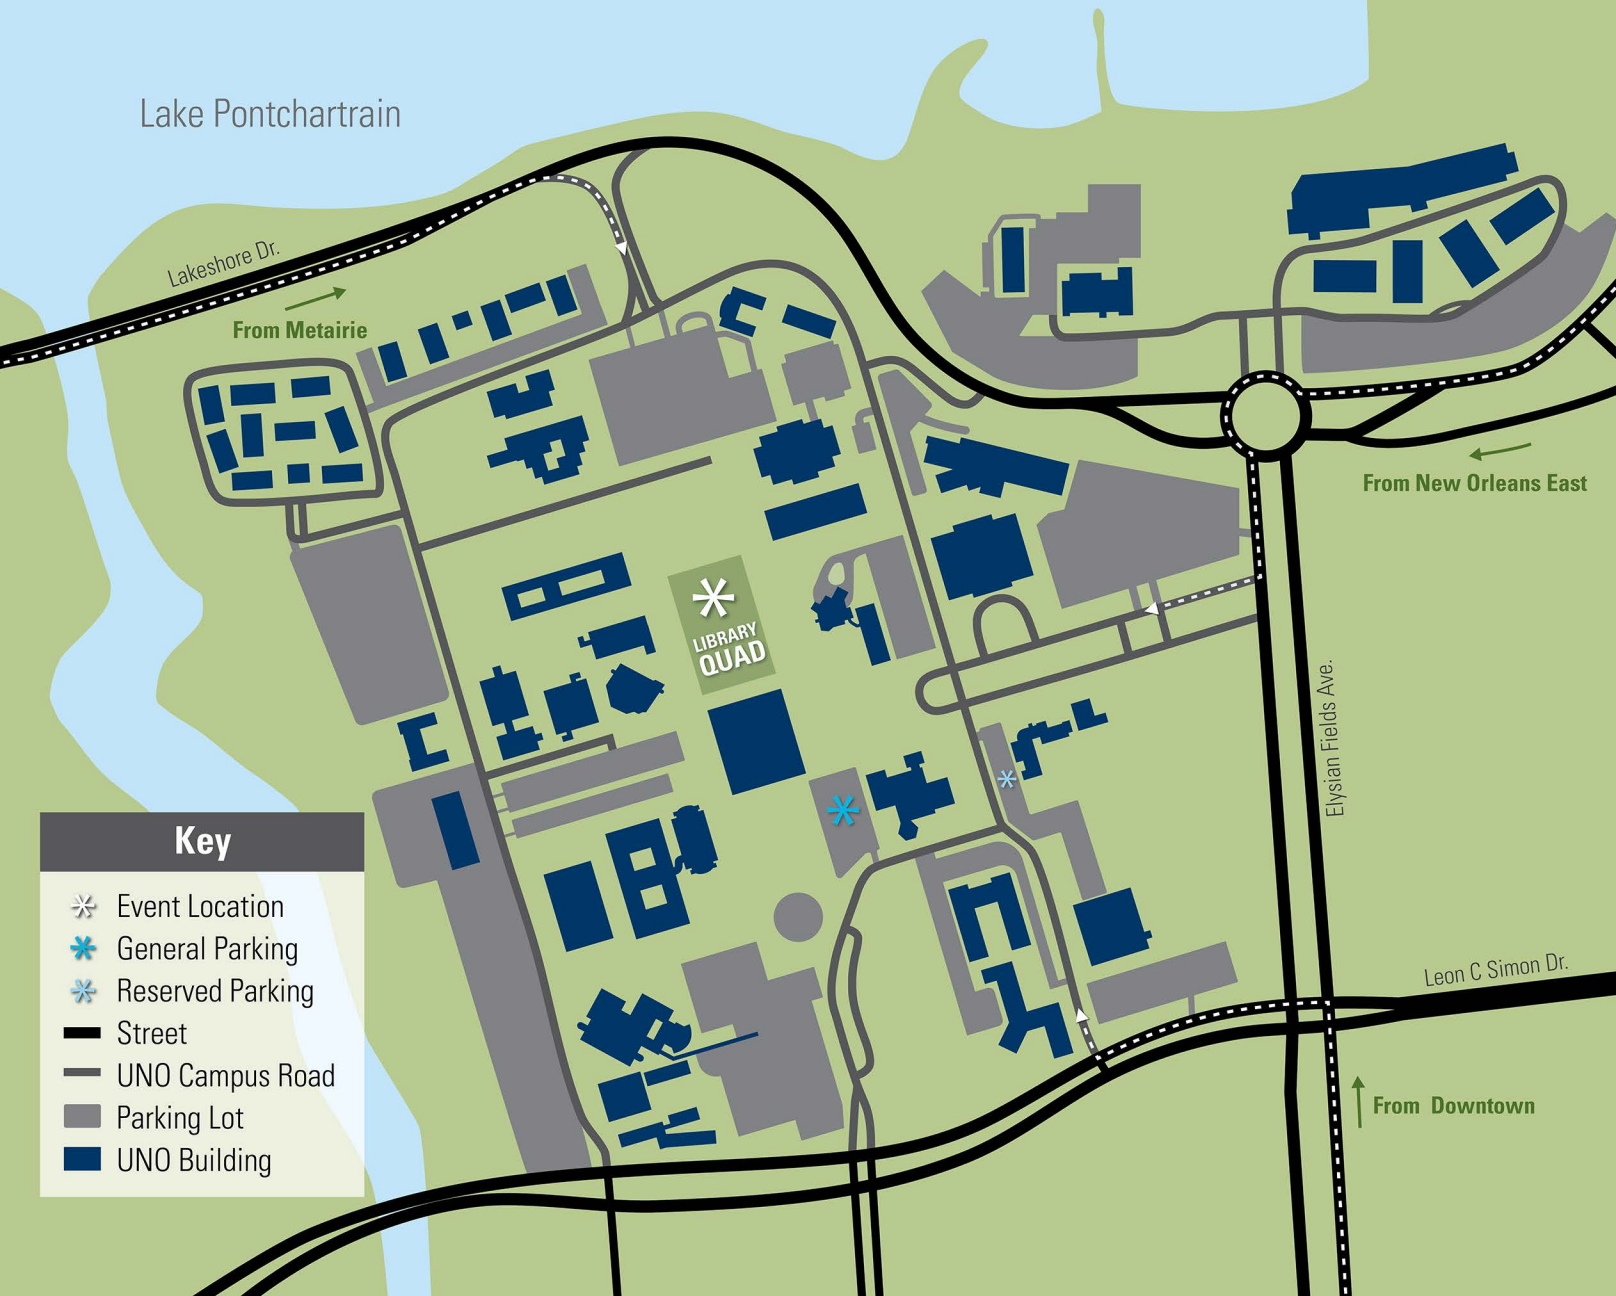 Lake Pontchartrain
Lakeshore Dr.
From Metairie
From New Orleans East
LIBRARY
QUAD
Elysian Fields Ave.
Leon C Simon Dr.
From Downtown
Key
Event Location
General Parking
Reserved Parking
Street
UNO Campus Road
Parking Lot
UNO Building